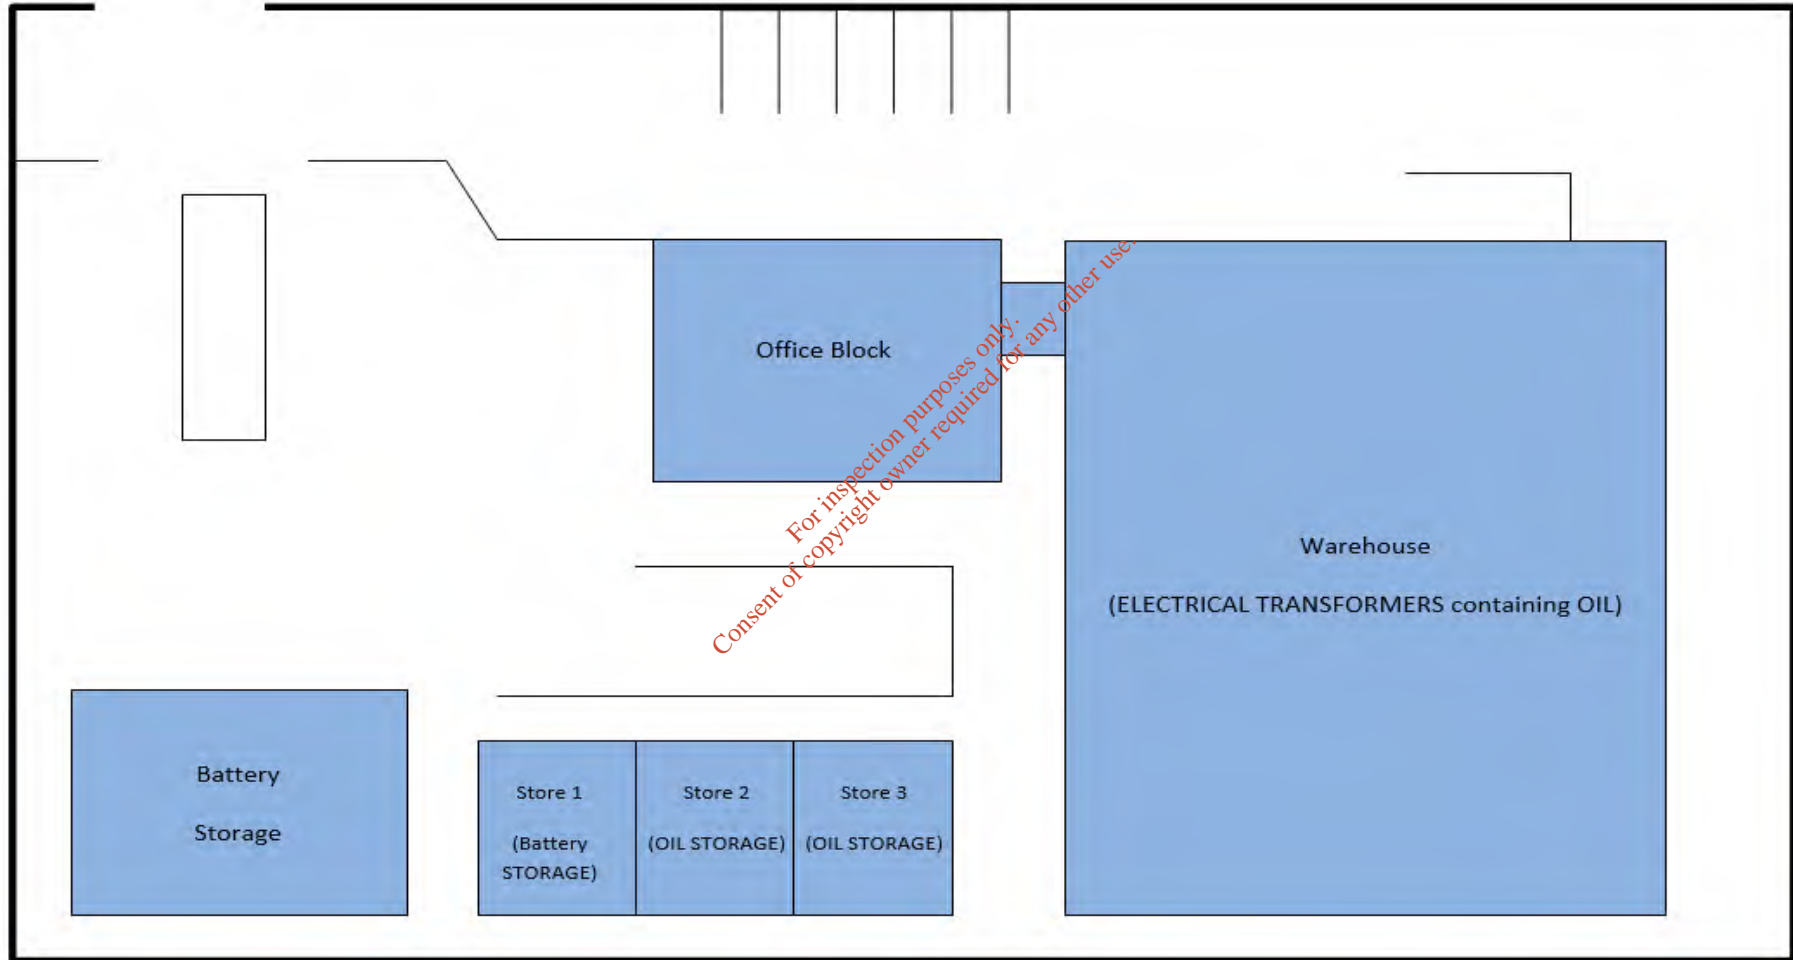 Office Block
For inspection purposes only.
Consent of copyright owner required for any other use.
Warehouse
(ELECTRICAL TRANSFORMERS containing OIL)
Battery
Storage
Store 1
(Battery
STORAGE)
Store 2
(OIL STORAGE)
Store 3
(OIL STORAGE)